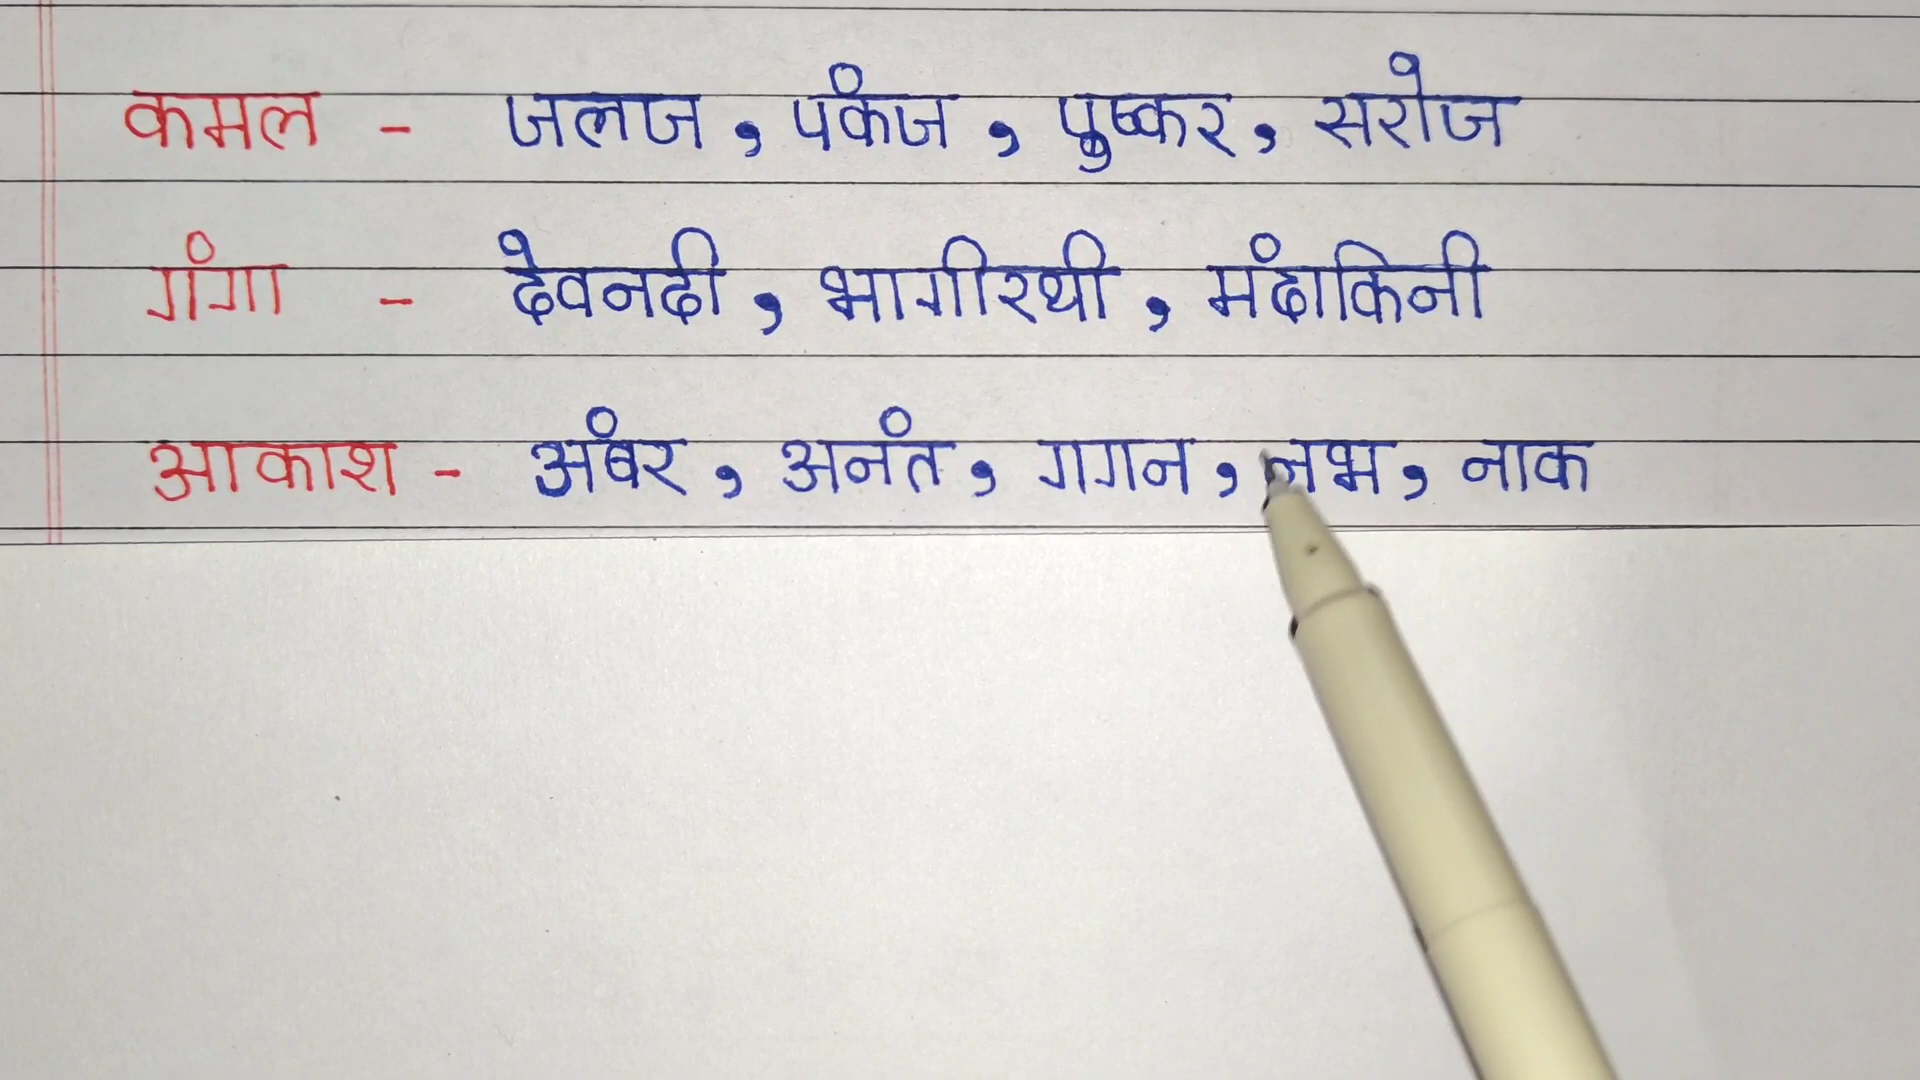 कमल - जलज, पंकज, पुष्कर, सरोज
गंगा - देवनदी, भागीरथी, मंदाकिनी
आकाश - अंबर, अनंत, गगन, नभ, नाक